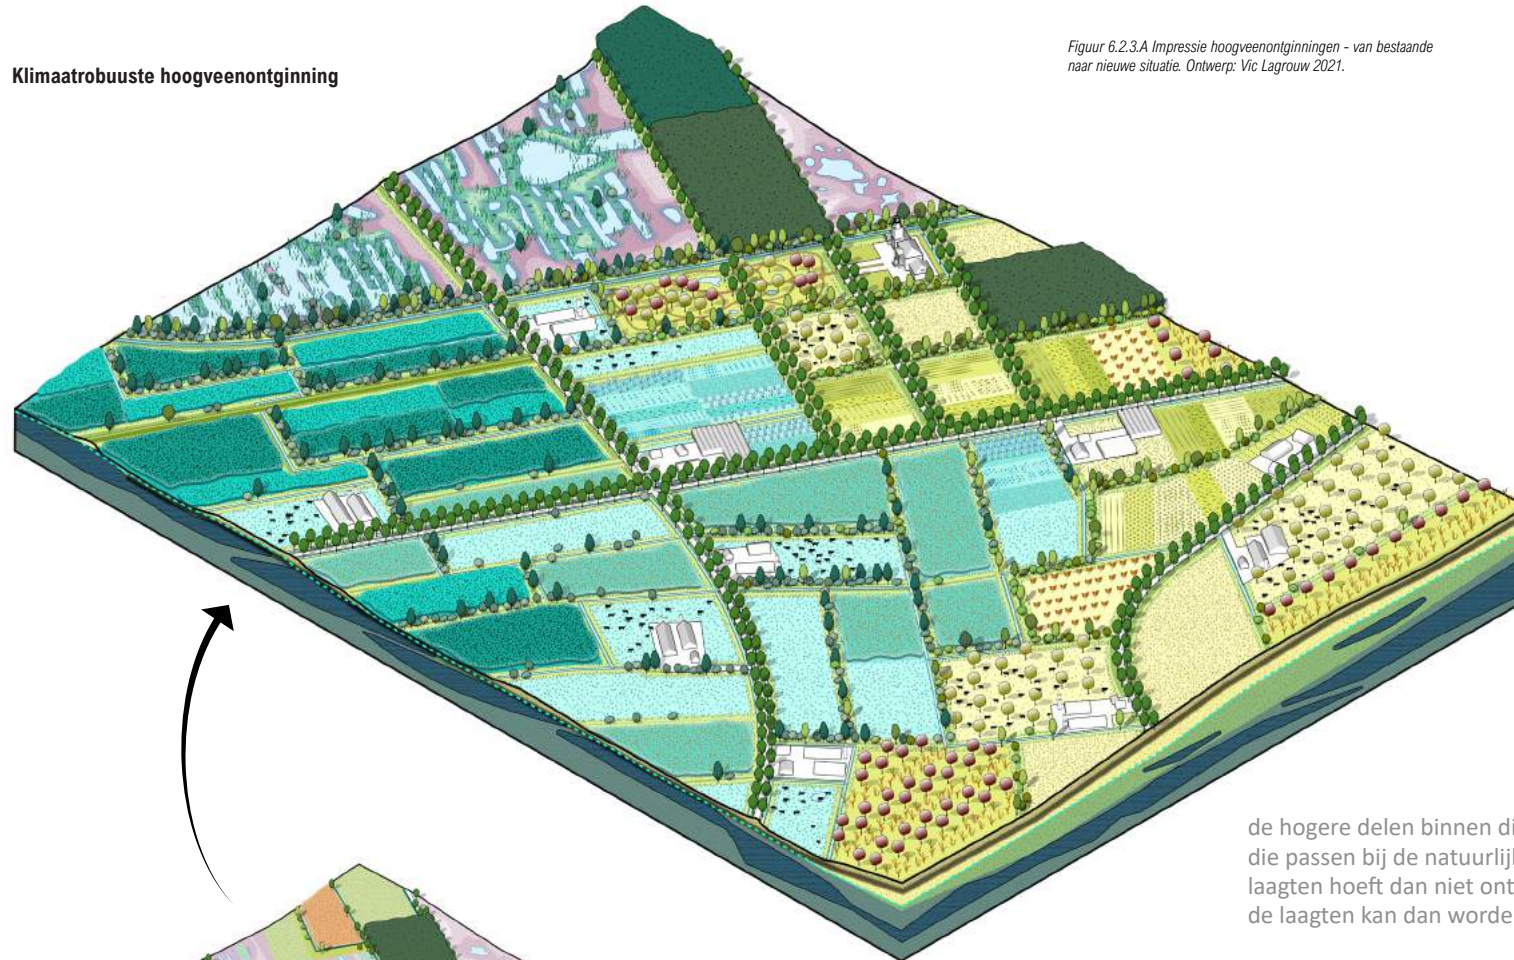 Klimaatrobuuste hoogveenontginning
Figuur 6.2.3.A Impressie hoogveenontginningen - van bestaande
naar nieuwe situatie. Ontwerp: Vic Lagrouw 2021.
de hogere delen binnen di
die passen bij de natuurlij
laagten hoeft dan niet ont
de laagten kan dan worde